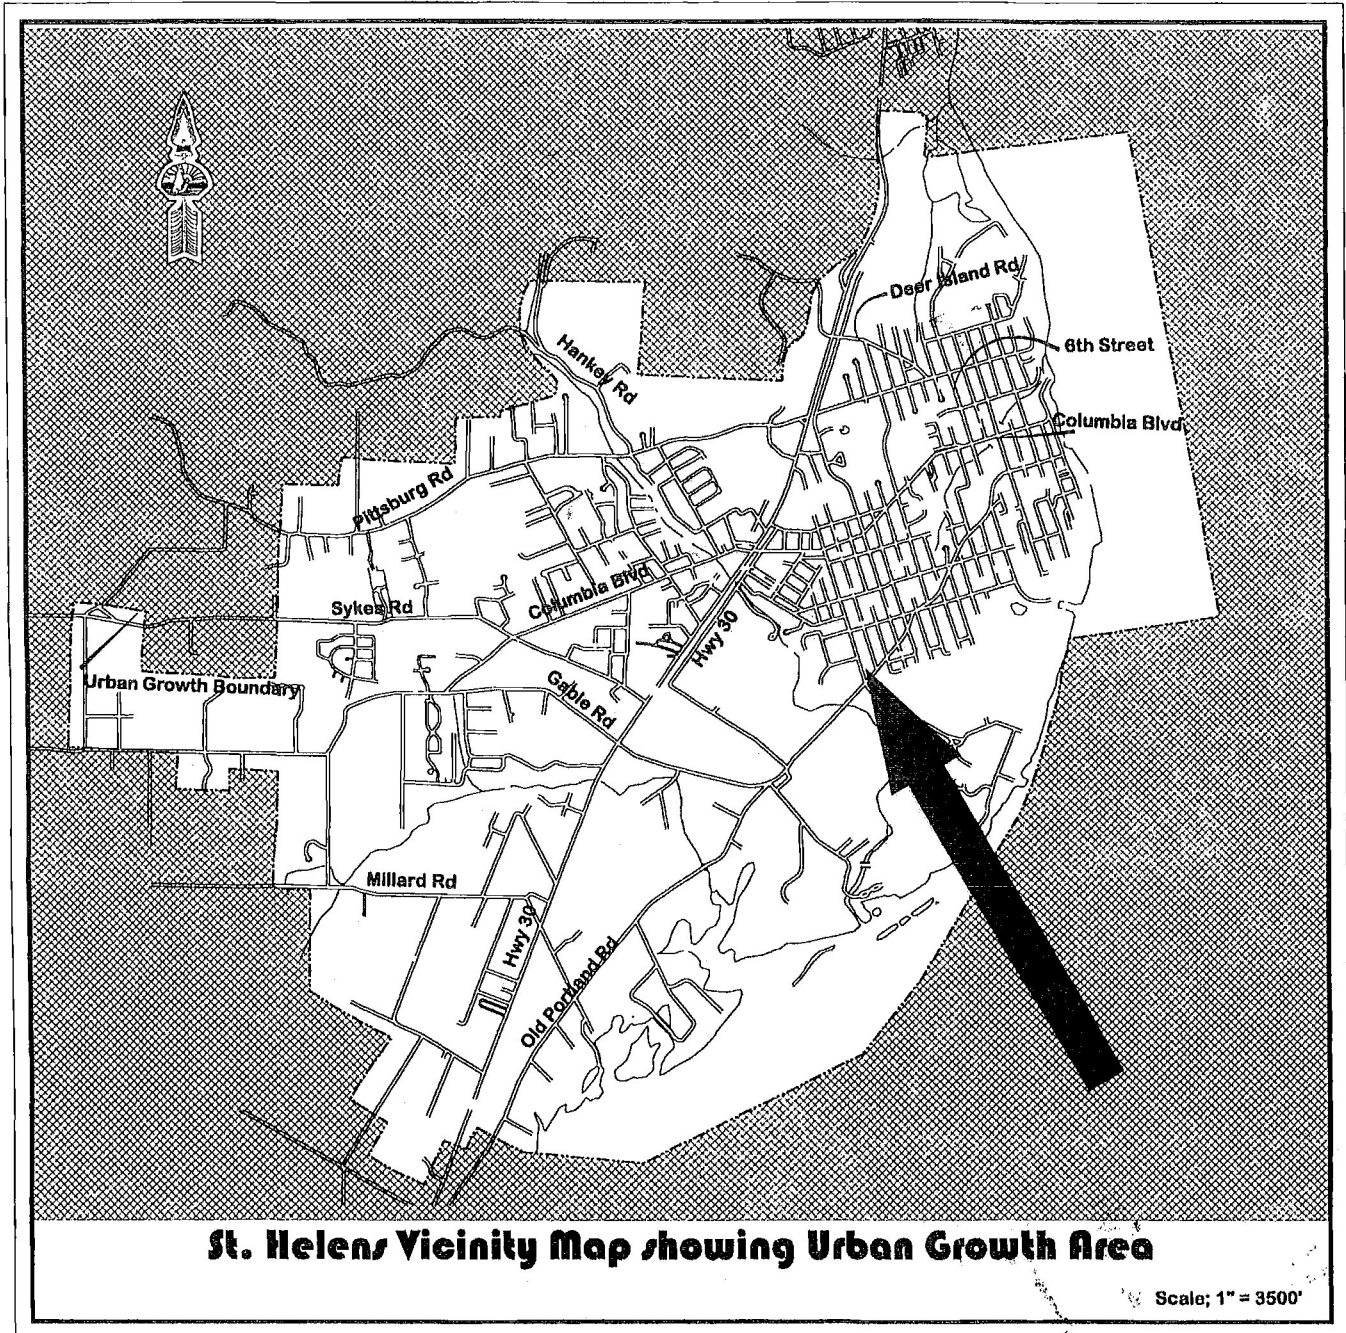 Deer Island Rd
6th Street
Hankey Rd
Columbia Blvd
Pittsburg Rd
Columbia Blvd
Sykes Rd
Hwy 30
Urban Growth Boundary
Gable Rd
Millard Rd
Hwy 30
Old Portland Rd
St. Helens Vicinity Map showing Urban Growth Area
Scale; 1" = 3500'